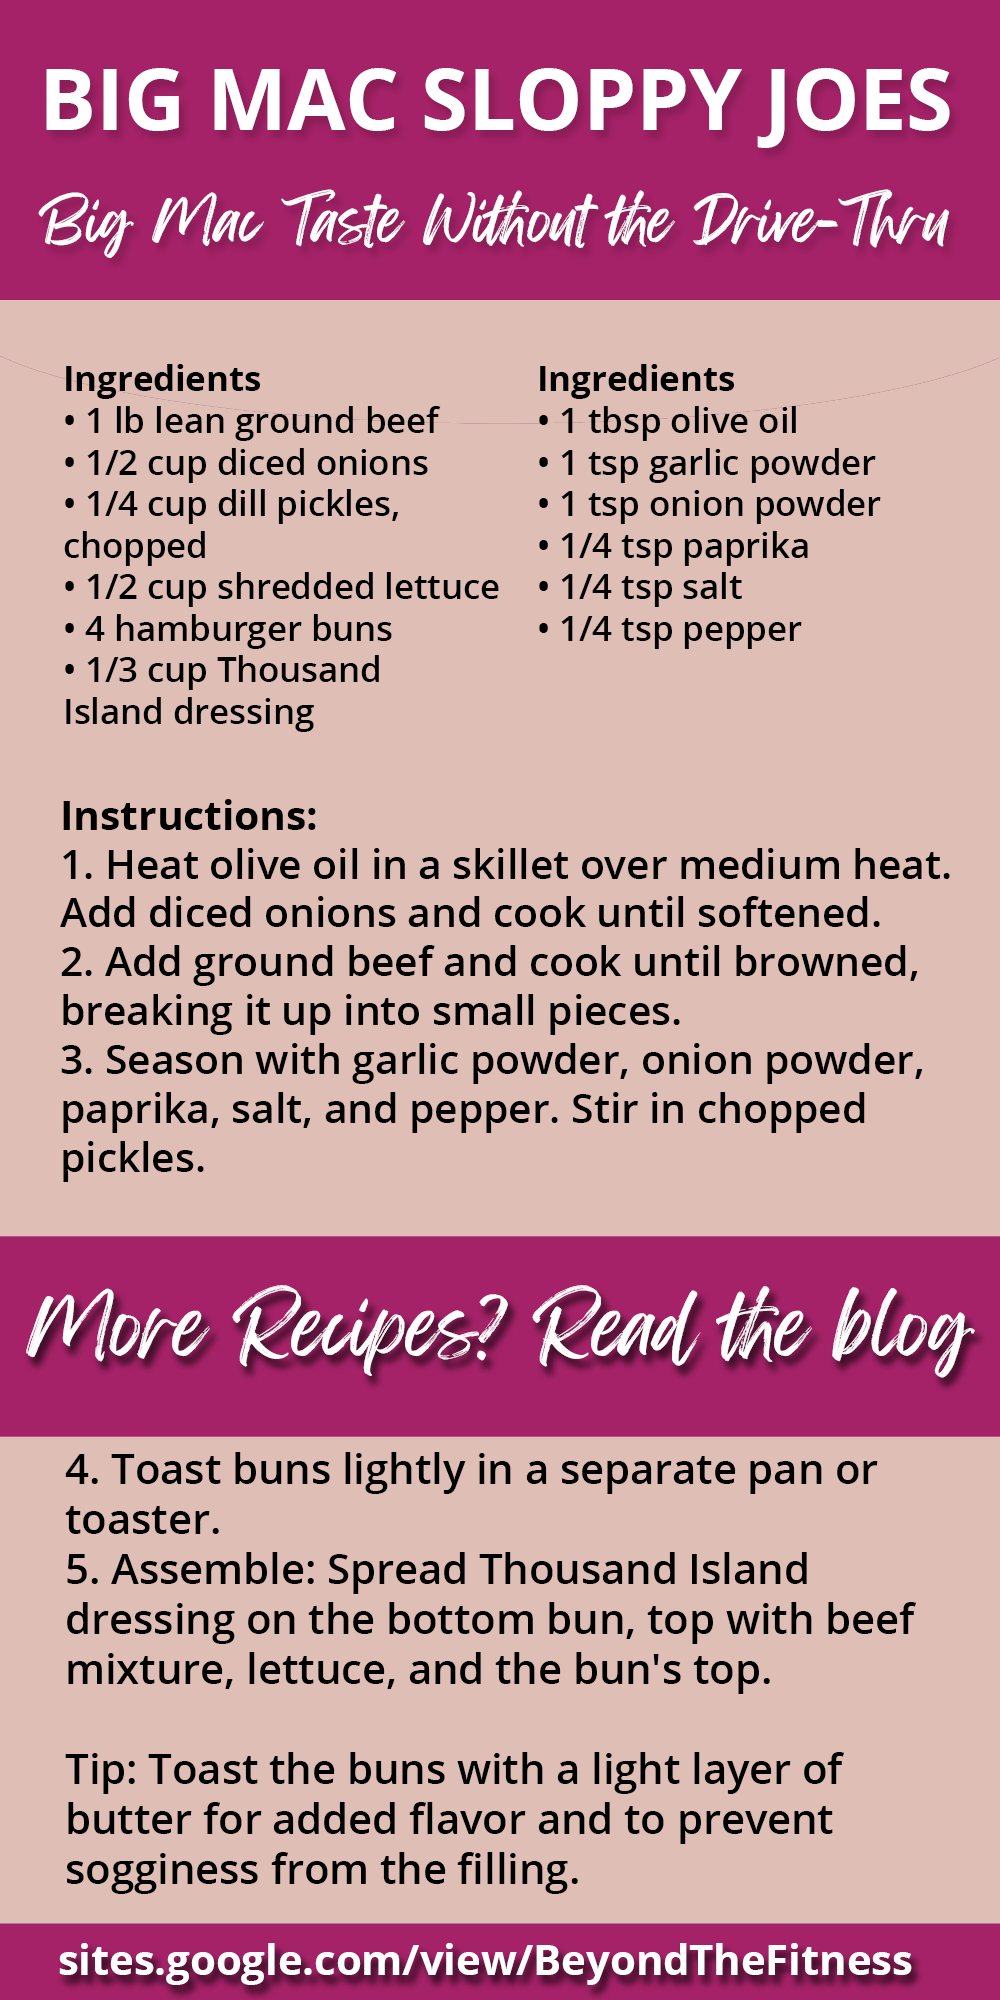 BIG MAC SLOPPY JOES
Big Mac Taste Without the Drive-Thru
Ingredients
• 1 lb lean ground beef
• 1/2 cup diced onions
• 1/4 cup dill pickles,
chopped
• 1/2 cup shredded lettuce
• 4 hamburger buns
• 1/3 cup Thousand
Island dressing
Ingredients
• 1 tbsp olive oil
• 1 tsp garlic powder
• 1 tsp onion powder
• 1/4 tsp paprika
• 1/4 tsp salt
• 1/4 tsp pepper
Instructions:
1. Heat olive oil in a skillet over medium heat.
Add diced onions and cook until softened.
2. Add ground beef and cook until browned,
breaking it up into small pieces.
3. Season with garlic powder, onion powder,
paprika, salt, and pepper. Stir in chopped
pickles.
More Recipes? Read the blog
4. Toast buns lightly in a separate pan or
toaster.
5. Assemble: Spread Thousand Island
dressing on the bottom bun, top with beef
mixture, lettuce, and the bun's top.
Tip: Toast the buns with a light layer of
butter for added flavor and to prevent
sogginess from the filling.
sites.google.com/view/BeyondTheFitness